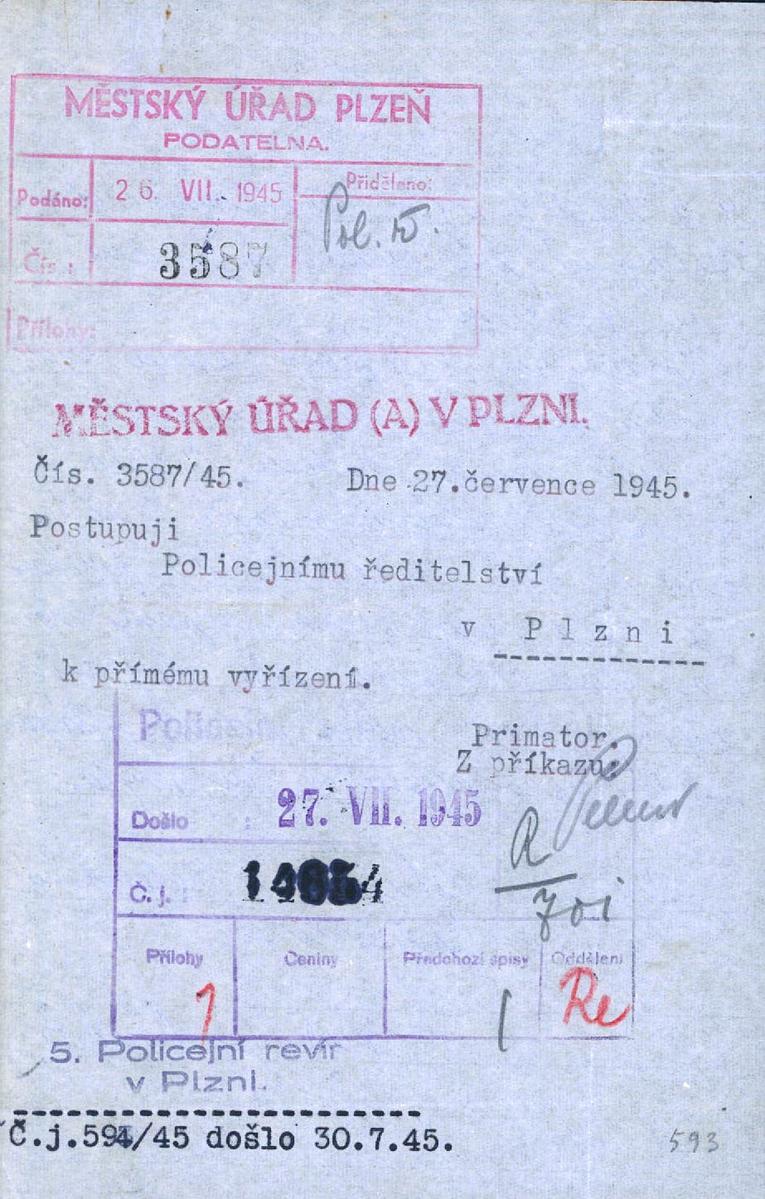 MĚSTSKÝ ÚŘAD PLZEŇ
PODATELNA.
Podáno: 26. VII. 1945 Přiděleno:
Pol. ř.
Čís.: 3587
Přílohy:
MĚSTSKÝ ÚŘAD (A) V PLZNI.
Čís. 3587/45. Dne 27.července 1945.
Postupuji
Policejnímu ředitelství
v Plzni
k přímému vyřízení.
Primator.
Z příkazu:
Došlo : 27. VII. 1945
R
Č. j. :
Přílohy Ceniny Předchozí spisy Oddělení
1 Re
5. Policejní revír
v Plzni.
Č.j.594/45 došlo 30.7.45.
593